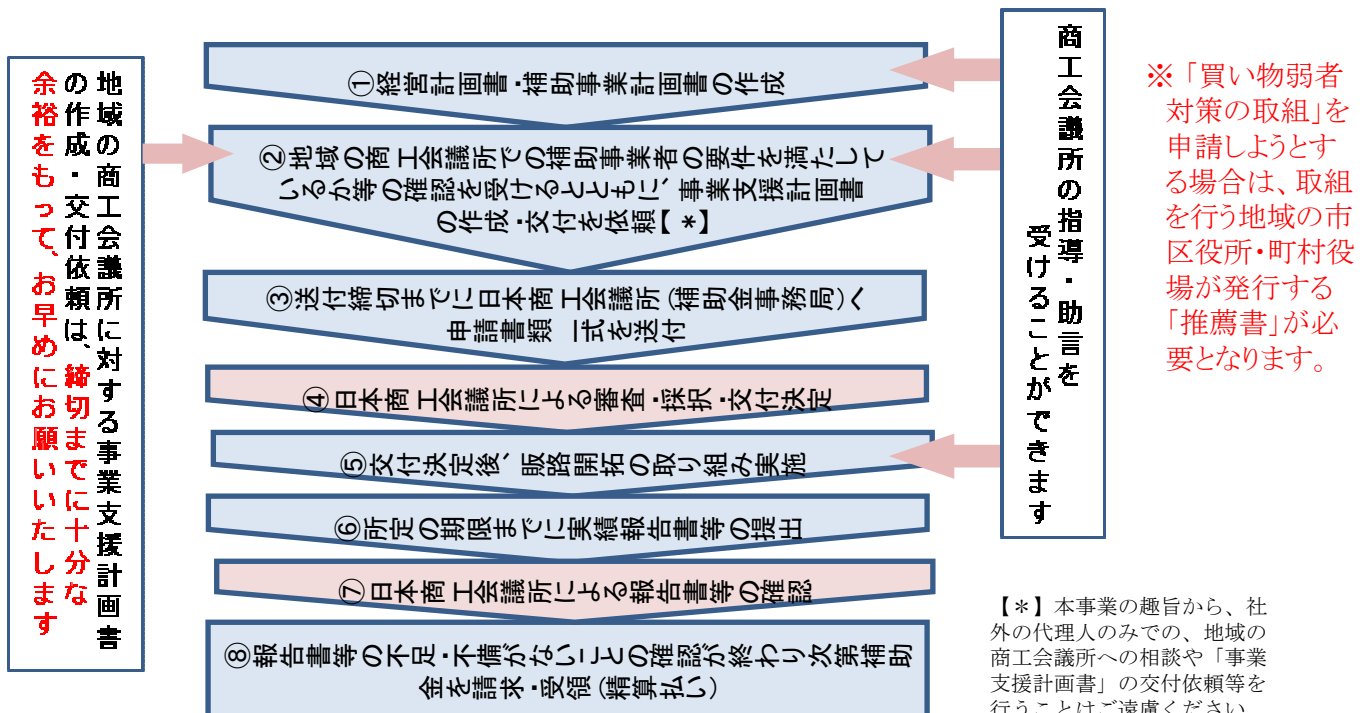 地域の商工会議所に対する事業支援計画書
の作成・交付依頼は、締切までに十分な
余裕をもって、お早めにお願いいたします
①経営計画書・補助事業計画書の作成
②地域の商工会議所での補助事業者の要件を満たして
いるか等の確認を受けるとともに、事業支援計画書
の作成・交付を依頼【*】
③送付締切までに日本商工会議所(補助金事務局)へ
申請書類一式を送付
④日本商工会議所による審査・採択・交付決定
⑤交付決定後、販路開拓の取り組み実施
⑥所定の期限までに実績報告書等の提出
⑦日本商工会議所による報告書等の確認
⑧報告書等の不足・不備がないことの確認が終わり次第補助
金を請求・受領(精算払い)
商工会議所の指導・助言を
受けることができます
※「買い物弱者
対策の取組」を
申請しようとす
る場合は、取組
を行う地域の市
区役所・町村役
場が発行する
「推薦書」が必
要となります。
【*】本事業の趣旨から、社
外の代理人のみでの、地域の
商工会議所への相談や「事業
支援計画書」の交付依頼等を
行うことはご遠慮ください